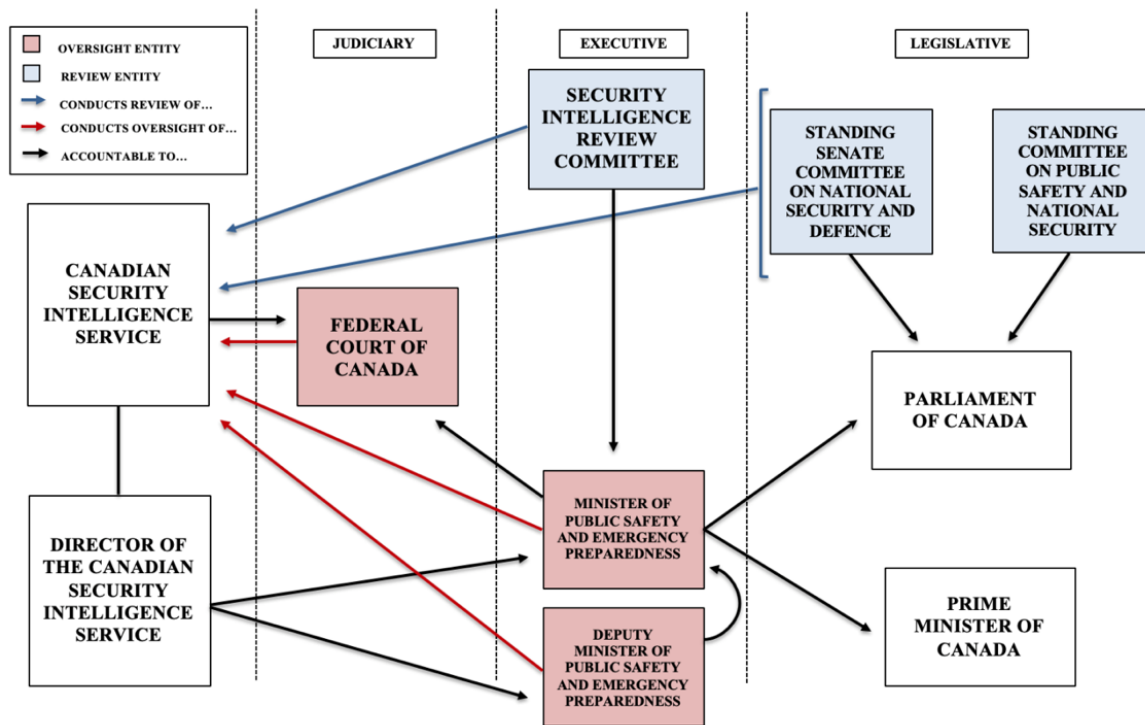 OVERSIGHT ENTITY
REVIEW ENTITY
CONDUCTS REVIEW OF...
CONDUCTS OVERSIGHT OF...
ACCOUNTABLE TO...
JUDICIARY
EXECUTIVE
LEGISLATIVE
SECURITY
INTELLIGENCE
REVIEW
COMMITTEE
STANDING
SENATE
COMMITTEE
ON NATIONAL
SECURITY AND
DEFENCE
STANDING
COMMITTEE
ON PUBLIC
SAFETY AND
NATIONAL
SECURITY
CANADIAN
SECURITY
INTELLIGENCE
SERVICE
FEDERAL
COURT OF
CANADA
PARLIAMENT
OF CANADA
DIRECTOR OF
THE CANADIAN
SECURITY
INTELLIGENCE
SERVICE
MINISTER OF
PUBLIC SAFETY
AND EMERGENCY
PREPAREDNESS
PRIME
MINISTER OF
CANADA
DEPUTY
MINISTER OF
PUBLIC SAFETY
AND EMERGENCY
PREPAREDNESS